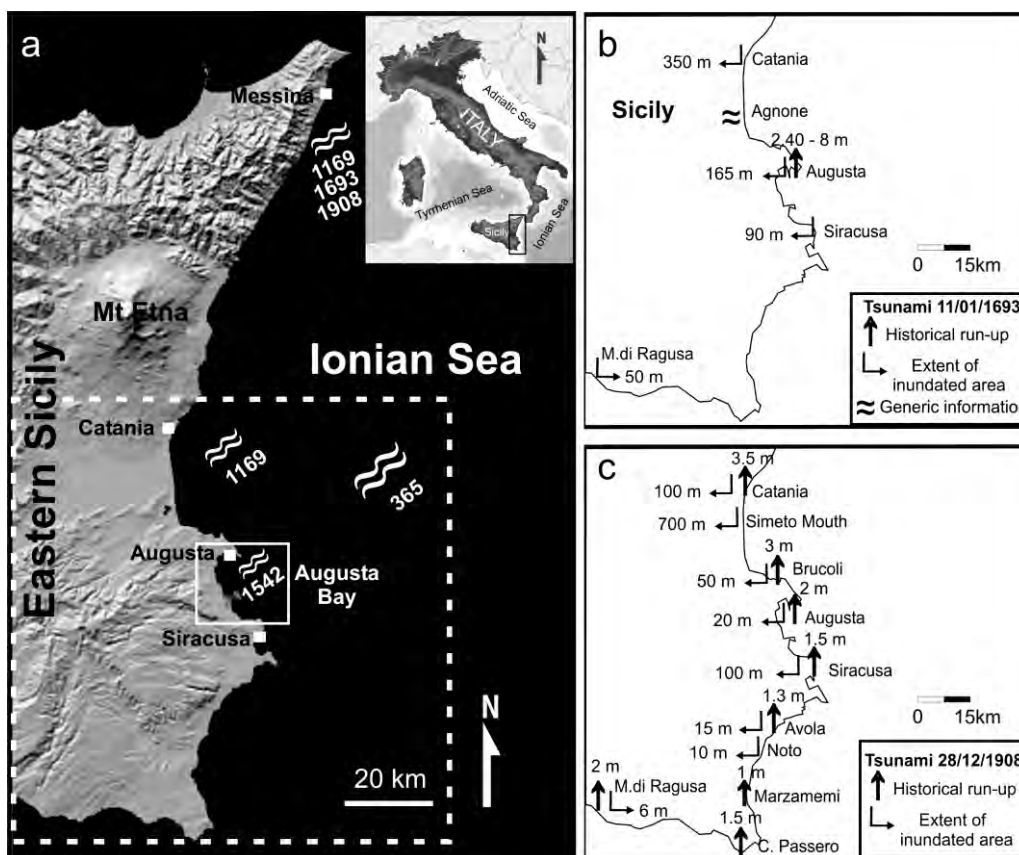 a
Messina
1169
1693
1908
N
ITALY
Adriatic Sea
Tyrrhenian Sea
Sicily
Ionian Sea
Mt Etna
Ionian Sea
Eastern Sicily
Catania
1169
365
Augusta
1542
Augusta
Bay
Siracusa
N
20 km
b
350 m
Catania
Sicily
Agnone
2.40 - 8 m
165 m
Augusta
90 m
Siracusa
0 15km
M.di Ragusa
50 m
Tsunami 11/01/1693
Historical run-up
Extent of
inundated area
Generic information
c
3.5 m
100 m
Catania
700 m
Simeto Mouth
3 m
Brucoli
50 m
2 m
20 m
Augusta
1.5 m
100 m
Siracusa
0 15km
1.3 m
15 m
Avola
10 m
Noto
2 m
M.di Ragusa
6 m
1 m
Marzamemi
1.5 m
C. Passero
Tsunami 28/12/1908
Historical run-up
Extent of
inundated area